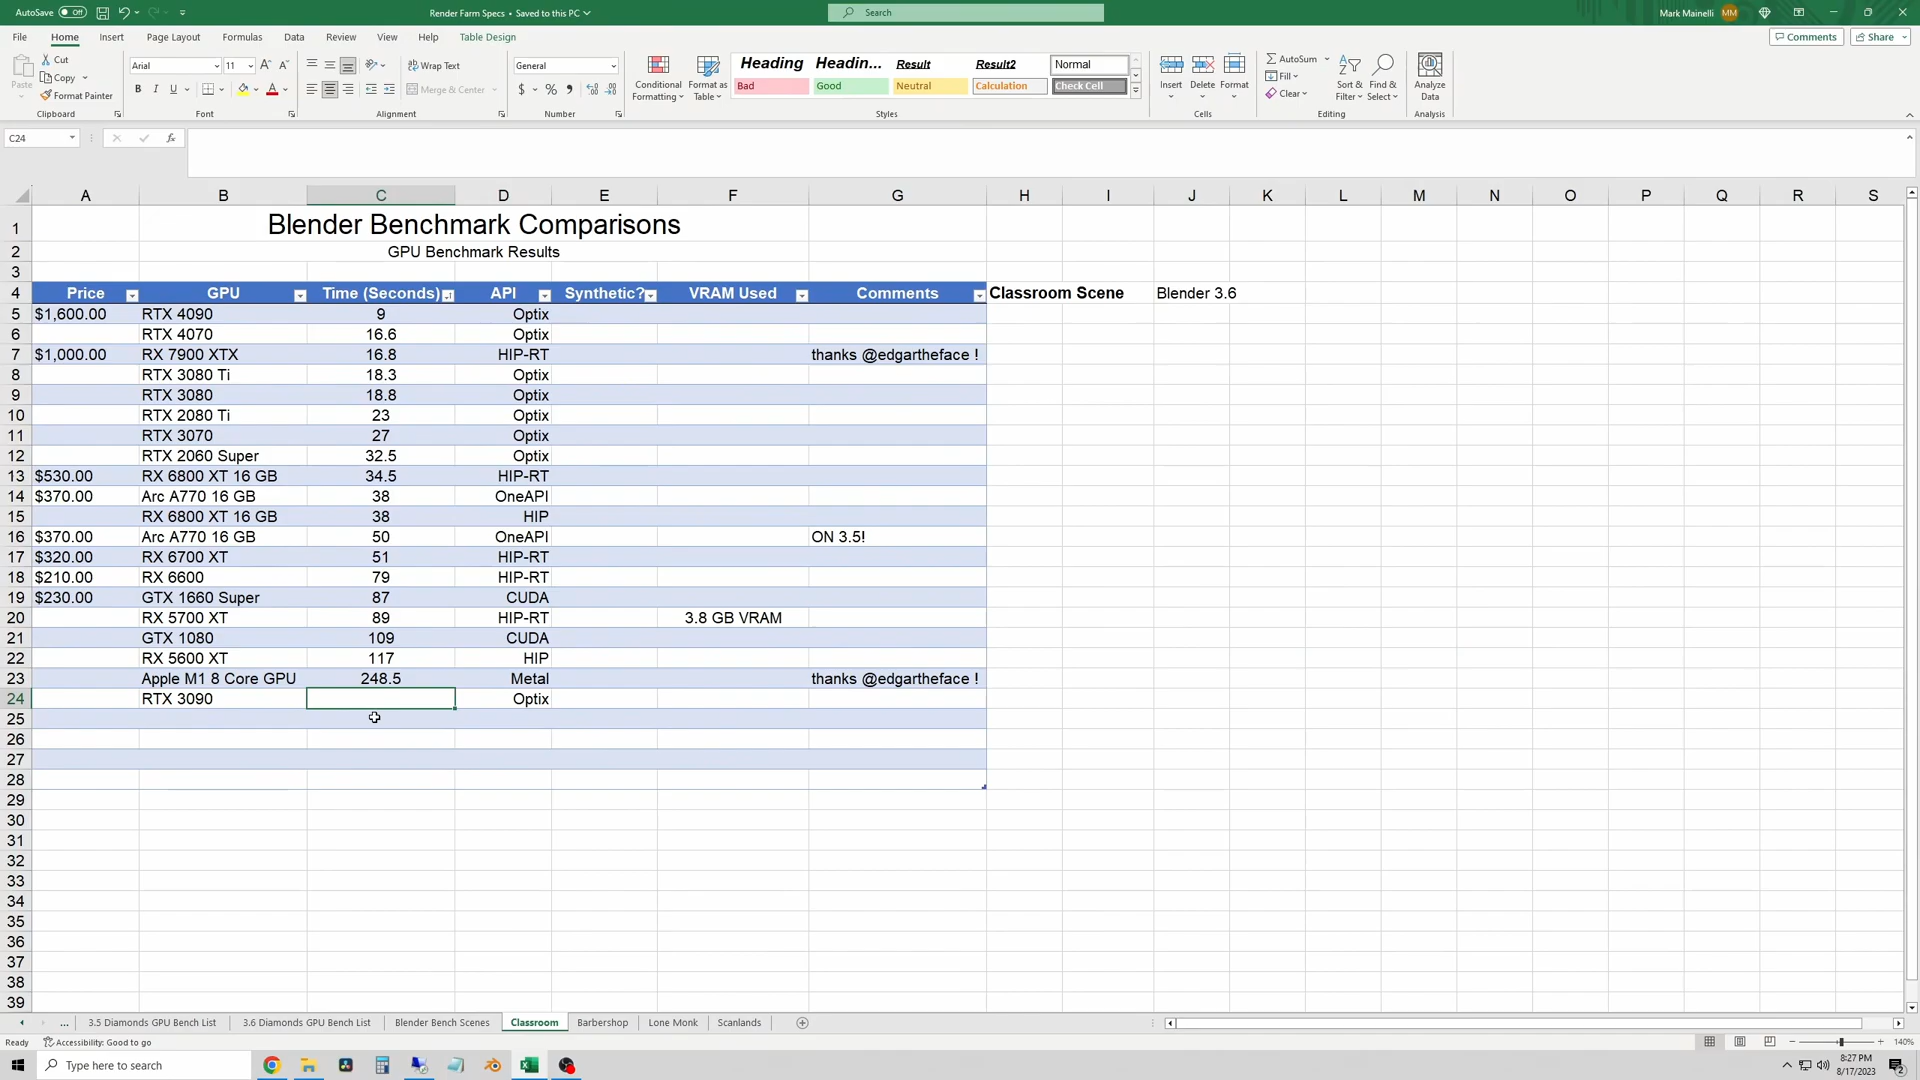 AutoSave Off Render Farm Specs • Saved to this PC Search Mark Mainelli MM
File Home Insert Page Layout Formulas Data Review View Help Table Design Comments Share
Paste Cut Copy Format Painter Clipboard
Arial 11 A A B I U A Font
Wrap Text Merge & Center Alignment
General $ % Number
Conditional Formatting Format as Table
Heading Headin... Result Result2 Normal
Bad Good Neutral Calculation Check Cell
Styles
Insert Delete Format Cells
AutoSum Fill Clear Sort & Filter Find & Select Editing
Analyze Data Analysis
C24 fx
A B C D E F G H I J K L M N O P Q R S
1 Blender Benchmark Comparisons
2 GPU Benchmark Results
3
4 Price GPU Time (Seconds) API Synthetic? VRAM Used Comments Classroom Scene Blender 3.6
5 $1,600.00 RTX 4090 9 Optix
6 RTX 4070 16.6 Optix
7 $1,000.00 RX 7900 XTX 16.8 HIP-RT thanks @edgartheface !
8 RTX 3080 Ti 18.3 Optix
9 RTX 3080 18.8 Optix
10 RTX 2080 Ti 23 Optix
11 RTX 3070 27 Optix
12 RTX 2060 Super 32.5 Optix
13 $530.00 RX 6800 XT 16 GB 34.5 HIP-RT
14 $370.00 Arc A770 16 GB 38 OneAPI
15 RX 6800 XT 16 GB 38 HIP
16 $370.00 Arc A770 16 GB 50 OneAPI ON 3.5!
17 $320.00 RX 6700 XT 51 HIP-RT
18 $210.00 RX 6600 79 HIP-RT
19 $230.00 GTX 1660 Super 87 CUDA
20 RX 5700 XT 89 HIP-RT 3.8 GB VRAM
21 GTX 1080 109 CUDA
22 RX 5600 XT 117 HIP
23 Apple M1 8 Core GPU 248.5 Metal thanks @edgartheface !
24 RTX 3090 Optix
25
26
27
28
29
30
31
32
33
34
35
36
37
38
39
... 3.5 Diamonds GPU Bench List 3.6 Diamonds GPU Bench List Blender Bench Scenes Classroom Barbershop Lone Monk Scanlands
Ready Accessibility: Good to go 140%
Type here to search 8:27 PM
8/17/2023 2